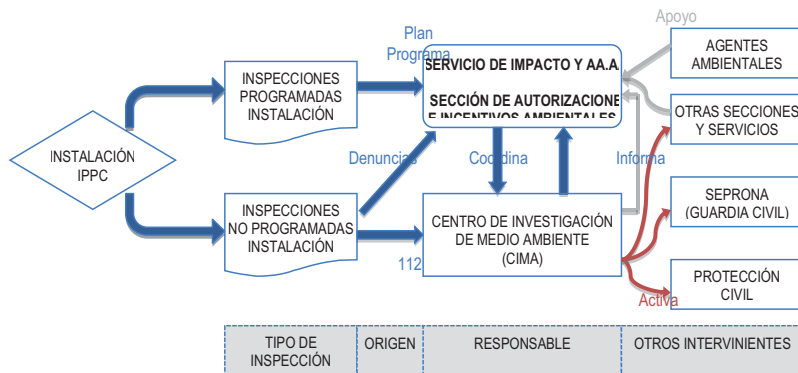 Apoyo
Plan
Programa
AGENTES
AMBIENTALES
INSPECCIONES
PROGRAMADAS
INSTALACIÓN
SERVICIO DE IMPACTO Y AA.A
SECCIÓN DE AUTORIZACIONE
E INCENTIVOS AMBIENTALES
OTRAS SECCIONES
Y SERVICIOS
INSTALACIÓN
IPPC
Denuncias
Coordina
Informa
INSPECCIONES
NO PROGRAMADAS
INSTALACIÓN
CENTRO DE INVESTIGACIÓN
DE MEDIO AMBIENTE
(CIMA)
SEPRONA
(GUARDIA CIVIL)
112
PROTECCIÓN
CIVIL
Activa
TIPO DE
INSPECCIÓN
ORIGEN
RESPONSABLE
OTROS INTERVINIENTES